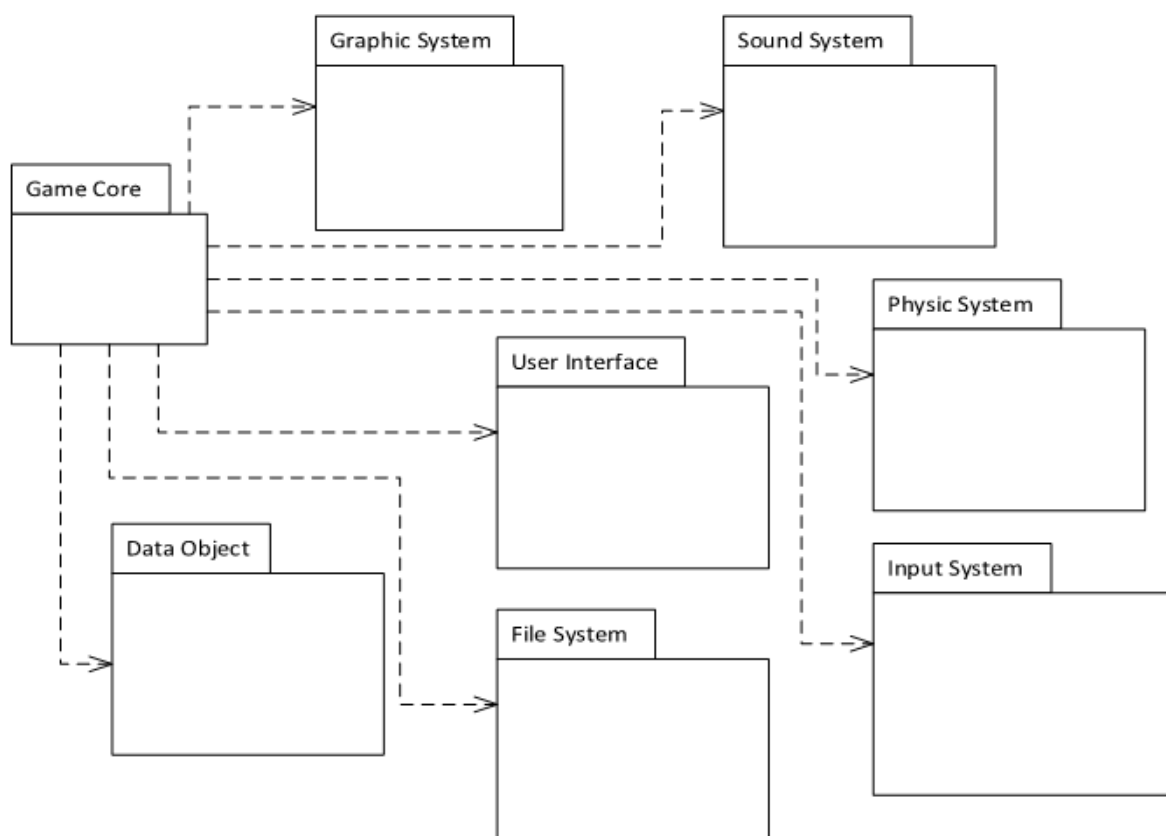 Graphic System
Sound System
Game Core
Physic System
User Interface
Data Object
Input System
File System